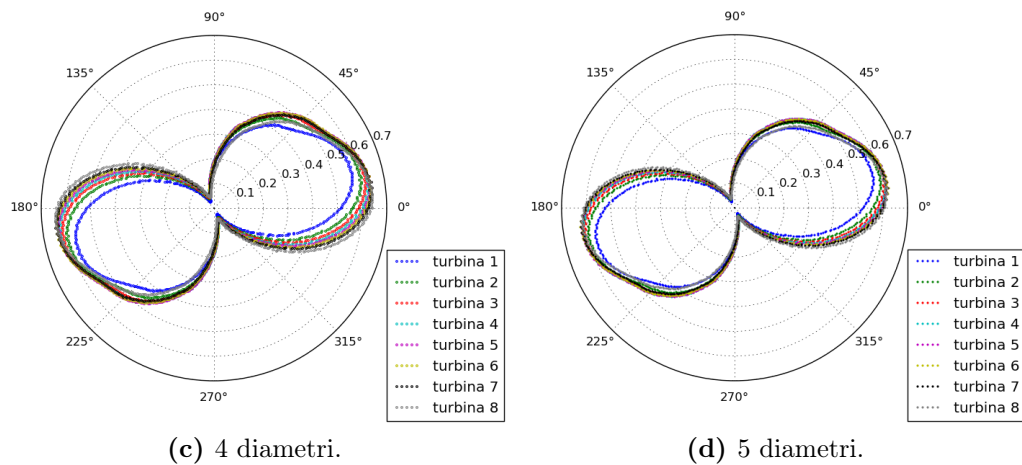 90°
135°
45°
180°
0°
225°
315°
270°
0.1
0.2
0.3
0.4
0.5
0.6
0.7
turbina 1
turbina 2
turbina 3
turbina 4
turbina 5
turbina 6
turbina 7
turbina 8
(c) 4 diametri.
90°
135°
45°
180°
0°
225°
315°
270°
0.1
0.2
0.3
0.4
0.5
0.6
0.7
turbina 1
turbina 2
turbina 3
turbina 4
turbina 5
turbina 6
turbina 7
turbina 8
(d) 5 diametri.